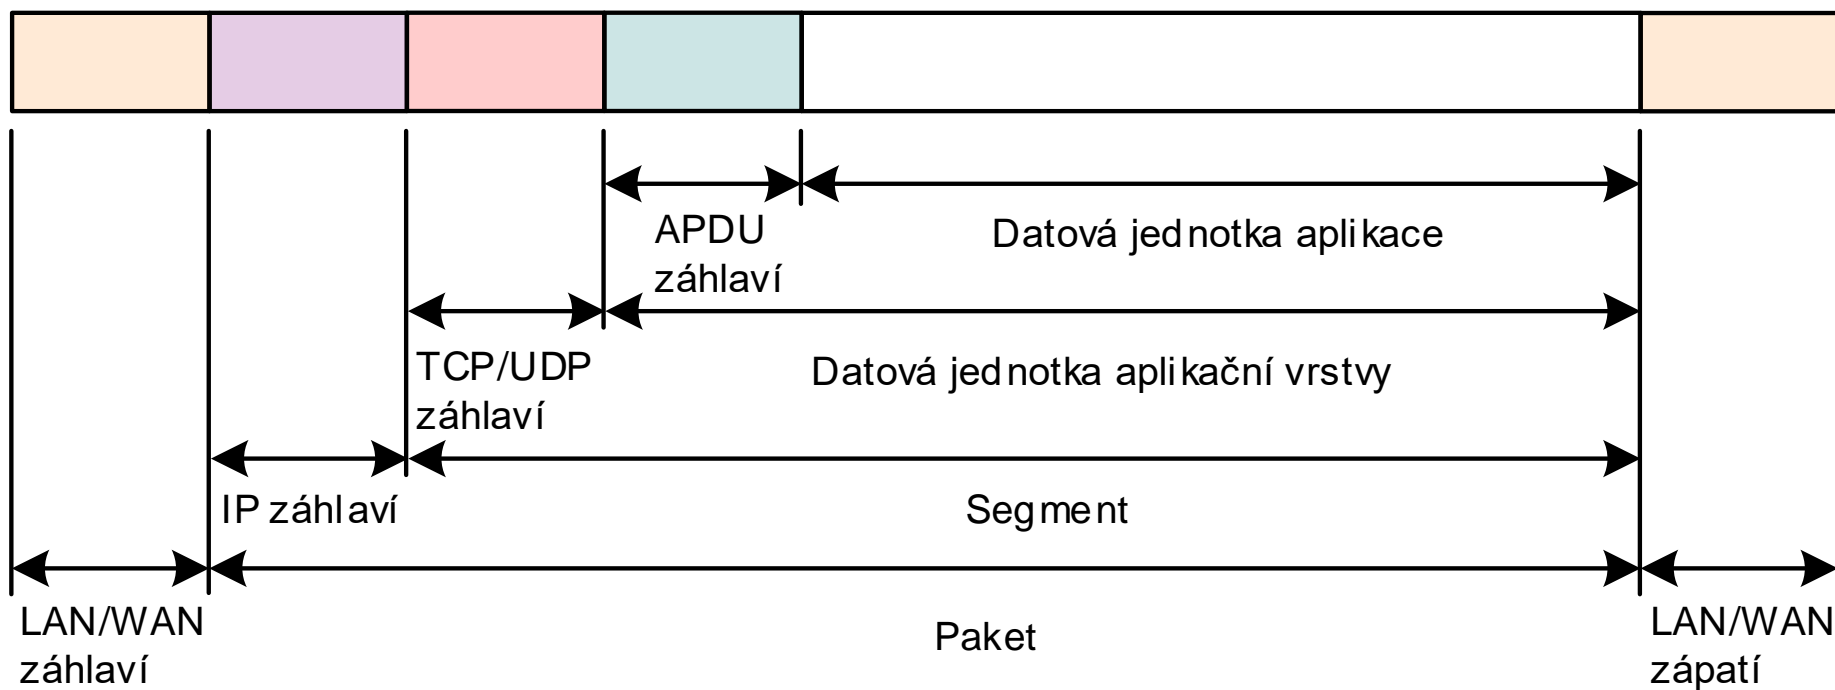 APDU
záhlaví
Datová jednotka aplikace
TCP/UDP
záhlaví
Datová jednotka aplikační vrstvy
IP záhlaví
Segment
LAN/WAN
záhlaví
Paket
LAN/WAN
zápatí